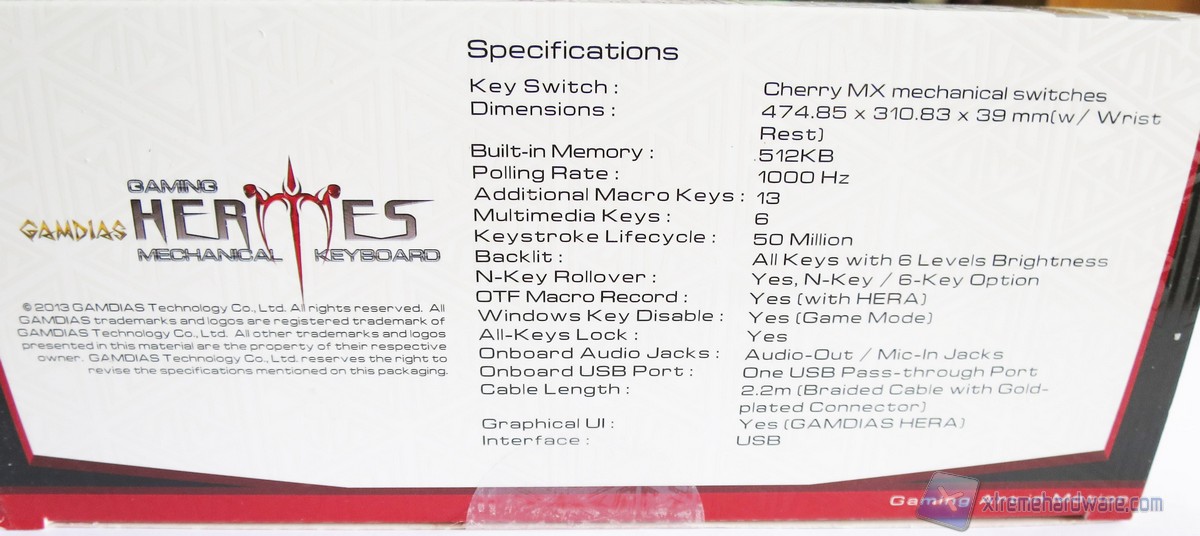 Specifications
Key Switch : Cherry MX mechanical switches
Dimensions : 474.85 x 310.83 x 39 mm(w/ Wrist
Rest)
Built-in Memory : 512KB
Polling Rate : 1000 Hz
Additional Macro Keys : 13
Multimedia Keys : 6
Keystroke Lifecycle : 50 Million
Backlit : All Keys with 6 Levels Brightness
N-Key Rollover : Yes, N-Key / 6-Key Option
OTF Macro Record : Yes (with HERA)
Windows Key Disable : Yes (Game Mode)
All-Keys Lock : Yes
Onboard Audio Jacks : Audio-Out / Mic-In Jacks
Onboard USB Port : One USB Pass-through Port
Cable Length : 2.2m (Braided Cable with Gold-
plated Connector)
Graphical UI : Yes (GAMDIAS HERA)
Interface : USB
GAMING
GAMDIAS HERMES
MECHANICAL KEYBOARD
© 2013 GAMDIAS Technology Co., Ltd. All rights reserved. All
GAMDIAS trademarks and logos are registered trademark of
GAMDIAS Technology Co., Ltd. All other trademarks and logos
presented in this material are the property of their respective
owner. GAMDIAS Technology Co., Ltd. reserves the right to
revise the specifications mentioned on this packaging.
Gaming
xtremehardware.com